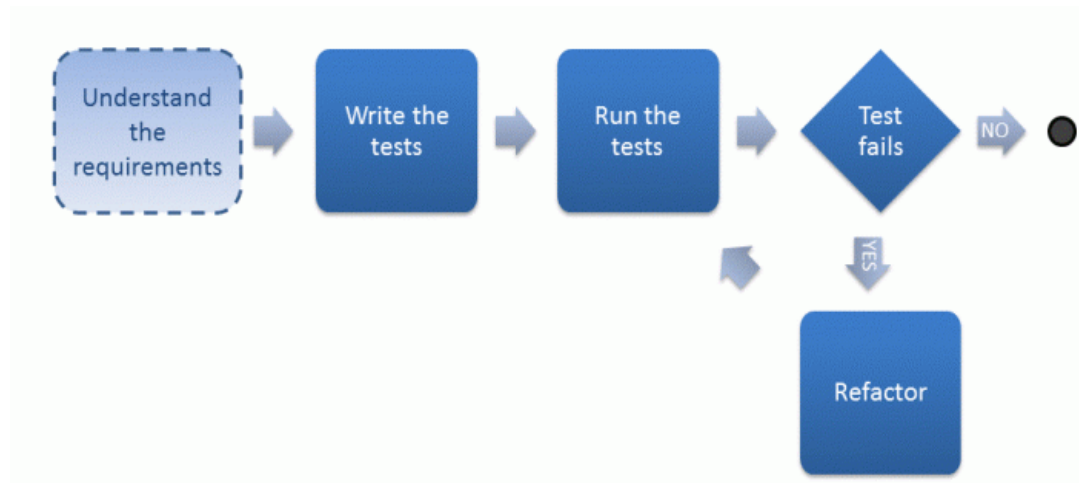 Understand
the
requirements
Write the
tests
Run the
tests
Test
fails
NO
YES
Refactor